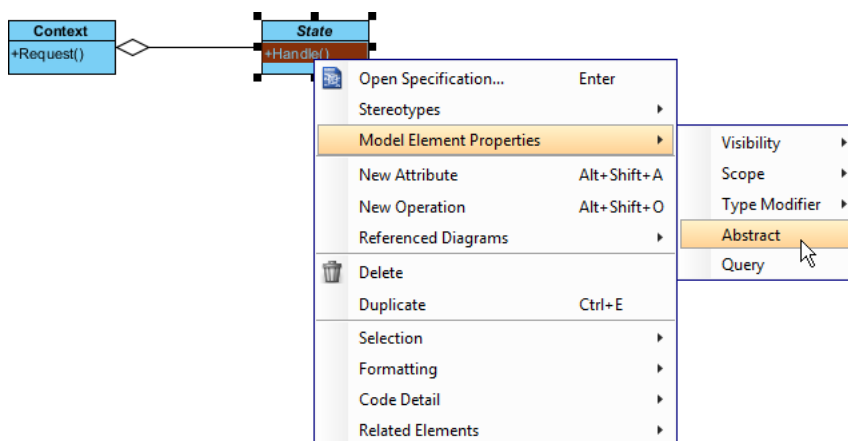 Context
+Request()
State
+Handle()
Open Specification... Enter
Stereotypes
Model Element Properties
New Attribute Alt+Shift+A
New Operation Alt+Shift+O
Referenced Diagrams
Delete
Duplicate Ctrl+E
Selection
Formatting
Code Detail
Related Elements
Visibility
Scope
Type Modifier
Abstract
Query